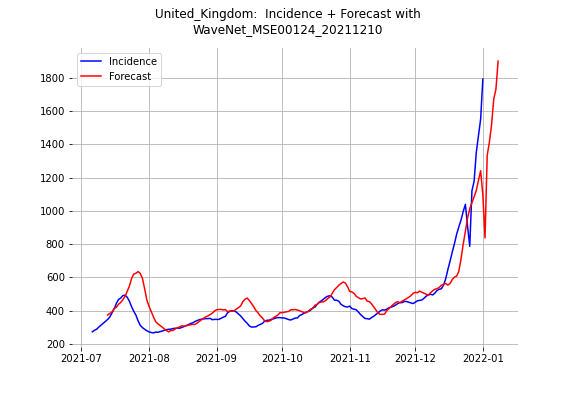 United_Kingdom: Incidence + Forecast with
WaveNet_MSE00124_20211210
Incidence
Forecast
1800
1600
1400
1200
1000
800
600
400
200
2021-07 2021-08 2021-09 2021-10 2021-11 2021-12 2022-01